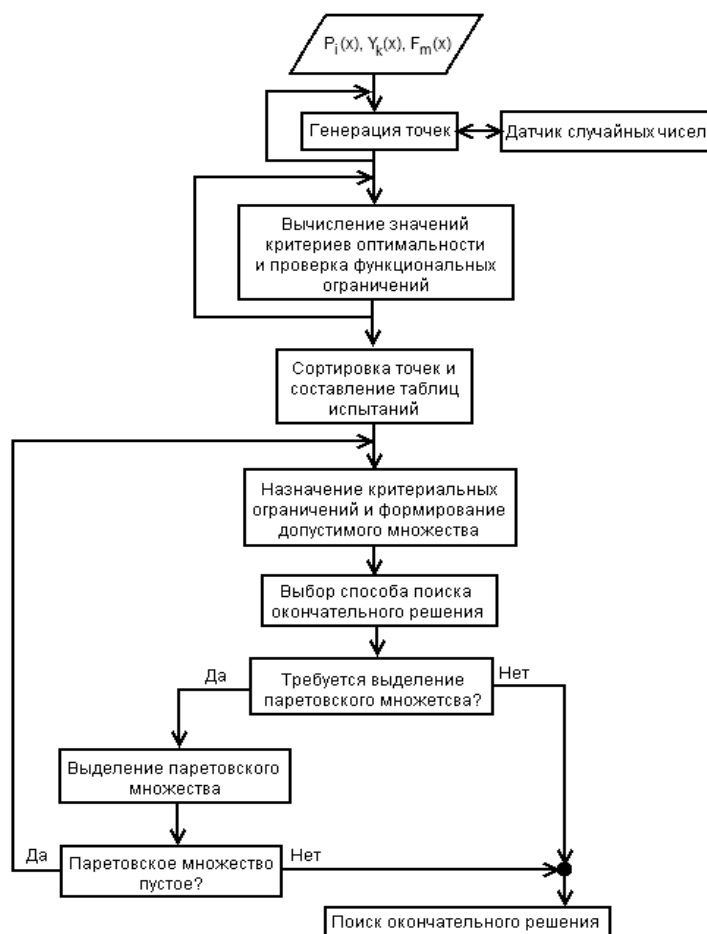 P_i(x), Y_k(x), F_m(x)
Генерация точек
Датчик случайных чисел
Вычисление значений
критериев оптимальности
и проверка функциональных
ограничений
Сортировка точек и
составление таблиц
испытаний
Назначение критериальных
ограничений и формирование
допустимого множества
Выбор способа поиска
окончательного решения
Да
Требуется выделение
паретовского множетсва?
Нет
Выделение паретовского
множества
Да
Паретовское множество
пустое?
Нет
Поиск окончательного решения